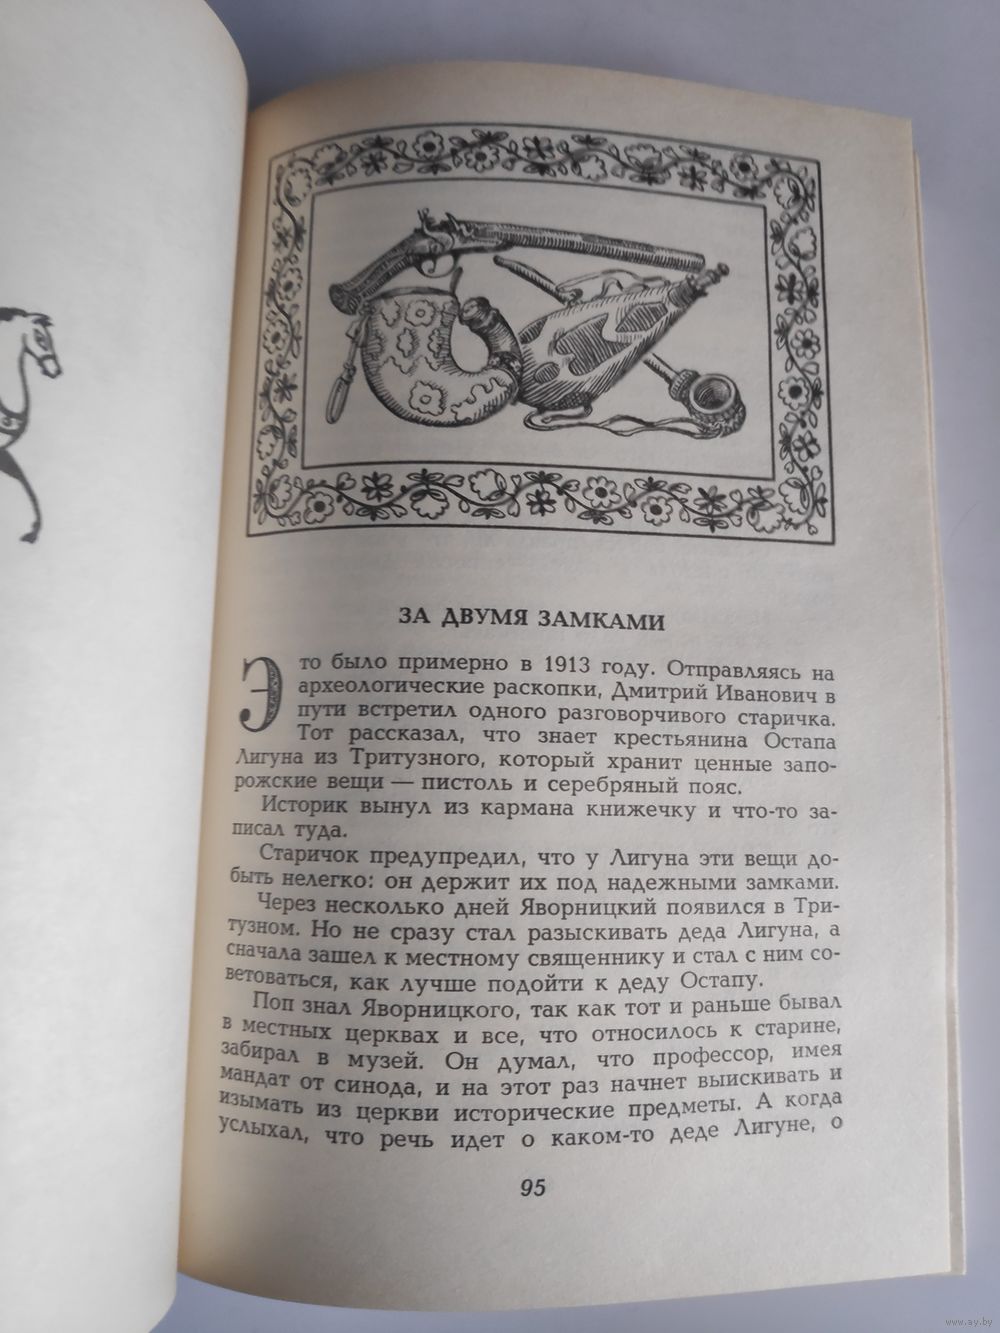 ЗА ДВУМЯ ЗАМКАМИ
Это было примерно в 1913 году. Отправляясь на
археологические раскопки, Дмитрий Иванович в
пути встретил одного разговорчивого старичка.
Тот рассказал, что знает крестьянина Остапа
Лигуна из Тритузного, который хранит ценные запо-
рожские вещи — пистоль и серебряный пояс.
Историк вынул из кармана книжечку и что-то за-
писал туда.
Старичок предупредил, что у Лигуна эти вещи до-
быть нелегко: он держит их под надежными замками.
Через несколько дней Яворницкий появился в Три-
тузном. Но не сразу стал разыскивать деда Лигуна, а
сначала зашел к местному священнику и стал с ним со-
ветоваться, как лучше подойти к деду Остапу.
Поп знал Яворницкого, так как тот и раньше бывал
в местных церквах и все, что относилось к старине,
забирал в музей. Он думал, что профессор, имея
мандат от синода, и на этот раз начнет выискивать и
изымать из церкви исторические предметы. А когда
услыхал, что речь идет о каком-то деде Лигуне, о
95
www.ay.by